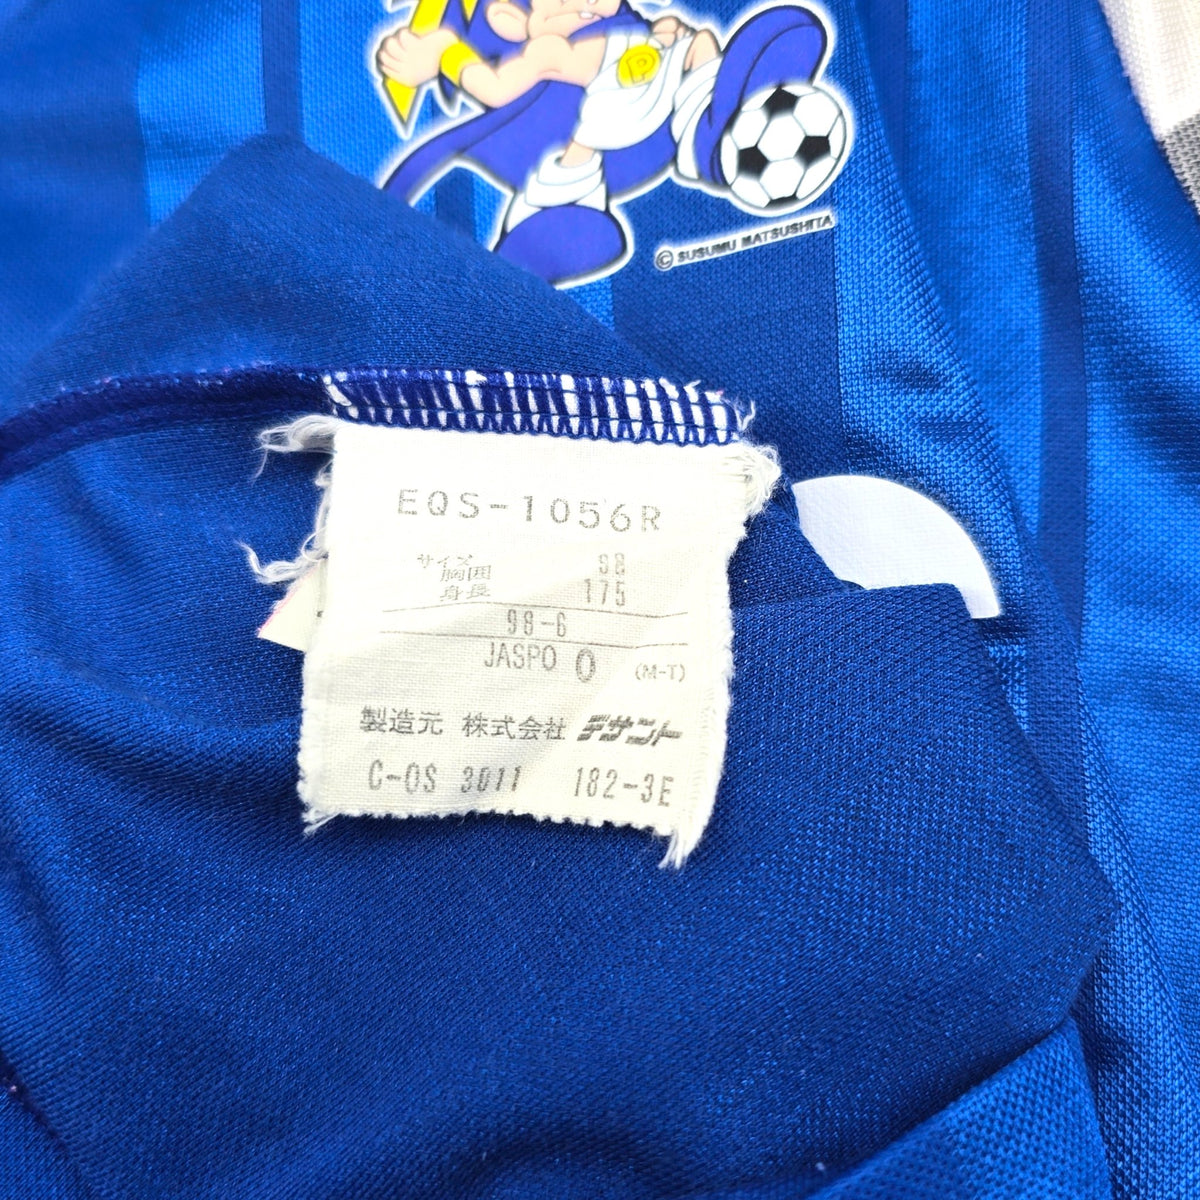 P
© SUSUMU MATSUSHITA
EQS-1056R
サイズ
胸囲 98
身長 175
98-6
JASPO O (M-T)
製造元 株式会社 デサント
C-OS 3011 182-3E